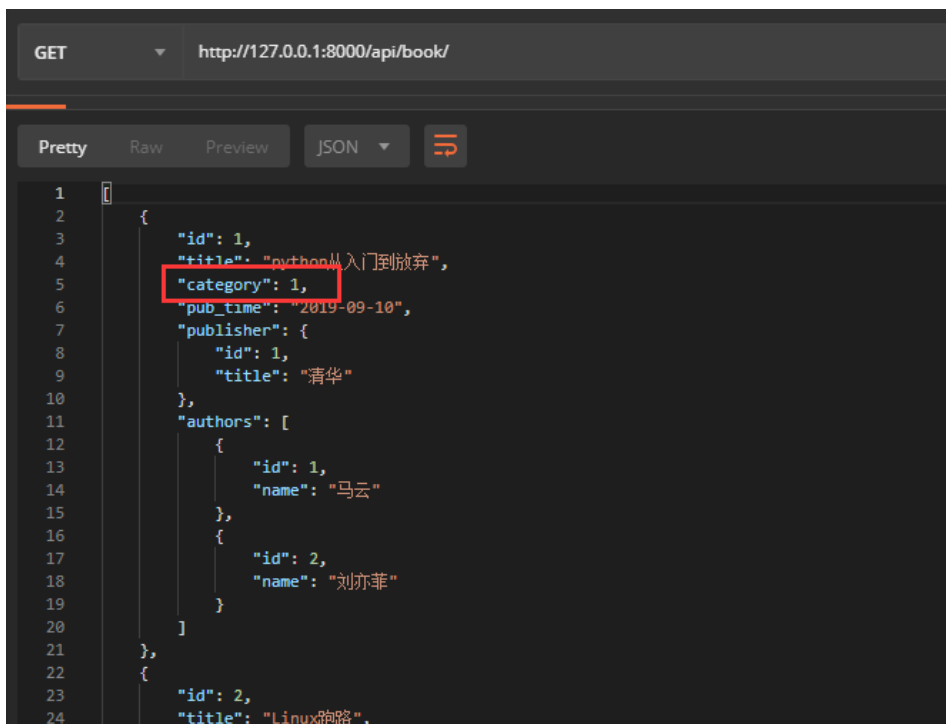 GET http://127.0.0.1:8000/api/book/
Pretty Raw Preview JSON
1 [
2 {
3 "id": 1,
4 "title": "python从入门到放弃",
5 "category": 1,
6 "pub_time": "2019-09-10",
7 "publisher": {
8 "id": 1,
9 "title": "清华"
10 },
11 "authors": [
12 {
13 "id": 1,
14 "name": "马云"
15 },
16 {
17 "id": 2,
18 "name": "刘亦菲"
19 }
20 ]
21 },
22 {
23 "id": 2,
24 "title": "Linux跑路",